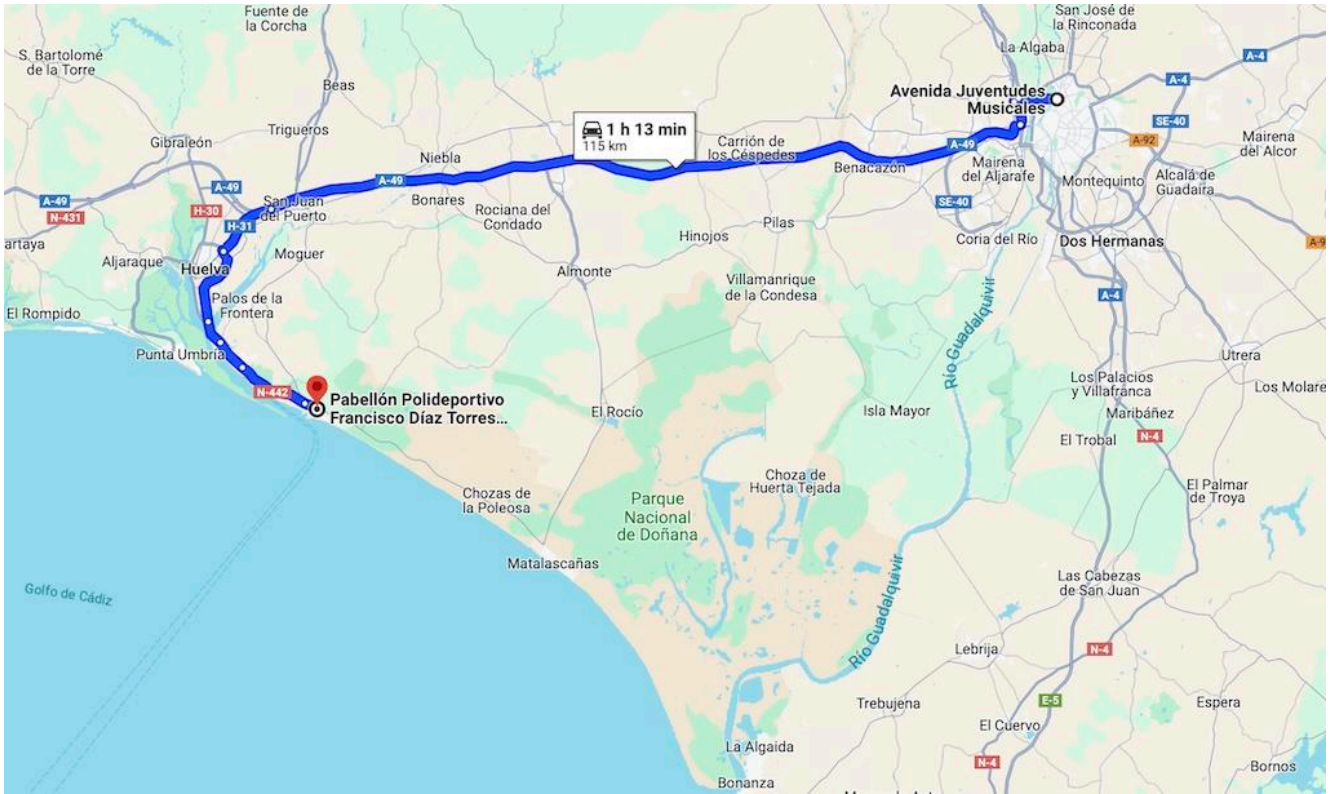 Fuente de
la Corcha
San José de
la Rinconada
S. Bartolomé
de la Torre
La Algaba
A-4
A-4
Beas
Avenida Juventudes
Musicales
SE-40
Gibraleón
Trigueros
1 h 13 min
115 km
Carrión de
los Céspedes
A-92
Mairena
del Alcor
Niebla
A-49
Benacazón
Mairena
del Aljarafe
Montequinto
Alcalá de
Guadaira
A-49
A-49
A-49
N-431
H-30
San Juan
del Puerto
H-31
Bonares
Rociana del
Condado
Pilas
SE-40
Hinojos
Coria del Río
Dos Hermanas
artaya
Aljaraque
Moguer
Huelva
Almonte
Villamanrique
de la Condesa
A-4
El Rompido
Palos de la
Frontera
Punta Umbría
Río Guadalquivir
Utrera
N-442
Pabellón Polideportivo
Francisco Díaz Torres...
El Rocío
Isla Mayor
Los Palacios
y Villafranca
Los Molare
Maribáñez
El Trobal
N-4
Choza de
Huerta Tejada
Chozas de
la Poleosa
Parque
Nacional
de Doñana
El Palmar
de Troya
Matalascañas
Golfo de Cádiz
Río Guadalquivir
Las Cabezas
de San Juan
Lebrija
N-4
Trebujena
E-5
Espera
El Cuervo
La Algaida
N-4
Bornos
Bonanza